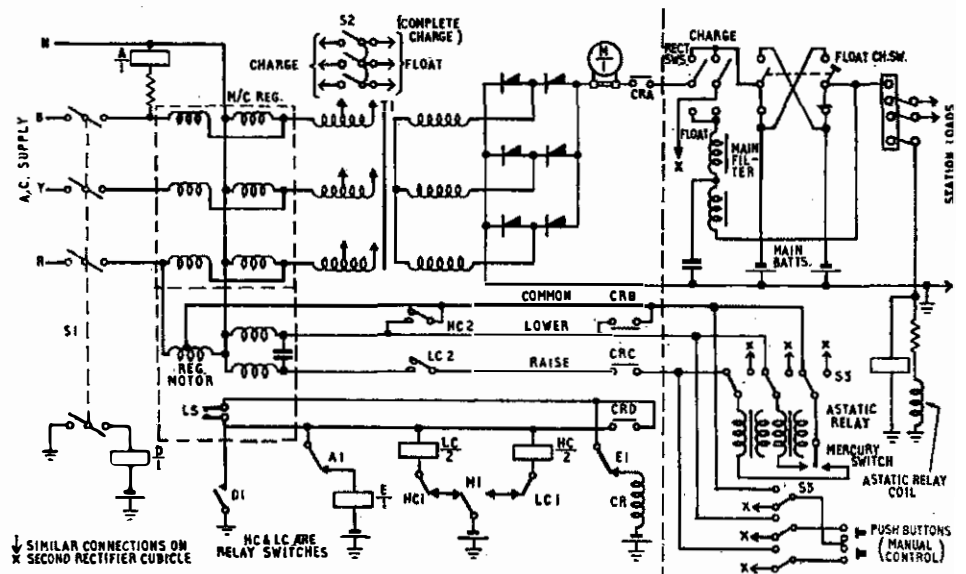 N
A
1
S2
(COMPLETE CHARGE)
CHARGE
FLOAT
M
1
RECT SWS.
CHARGE
FLOAT CH.SW.
M/C REG.
T1
CRA
A/C. SUPPLY
B
Y
R
FLOAT
X
MAIN FILTER
MAIN BATTS.
STATION LOADS
S1
COMMON
CRB
HC2
LOWER
LC2
RAISE
CRC
REG. MOTOR
X
X
X
S3
LS
CRD
ASTATIC RELAY
MERCURY SWITCH
ASTATIC RELAY COIL
D
1
D1
A1
E
1
LC
2
HC
2
HC1
M1
LC1
E1
CR
S3
X
X
X
PUSH BUTTONS
(MANUAL CONTROL)
HC & LC ARE RELAY SWITCHES
SIMILAR CONNECTIONS ON
X SECOND RECTIFIER CUBICLE